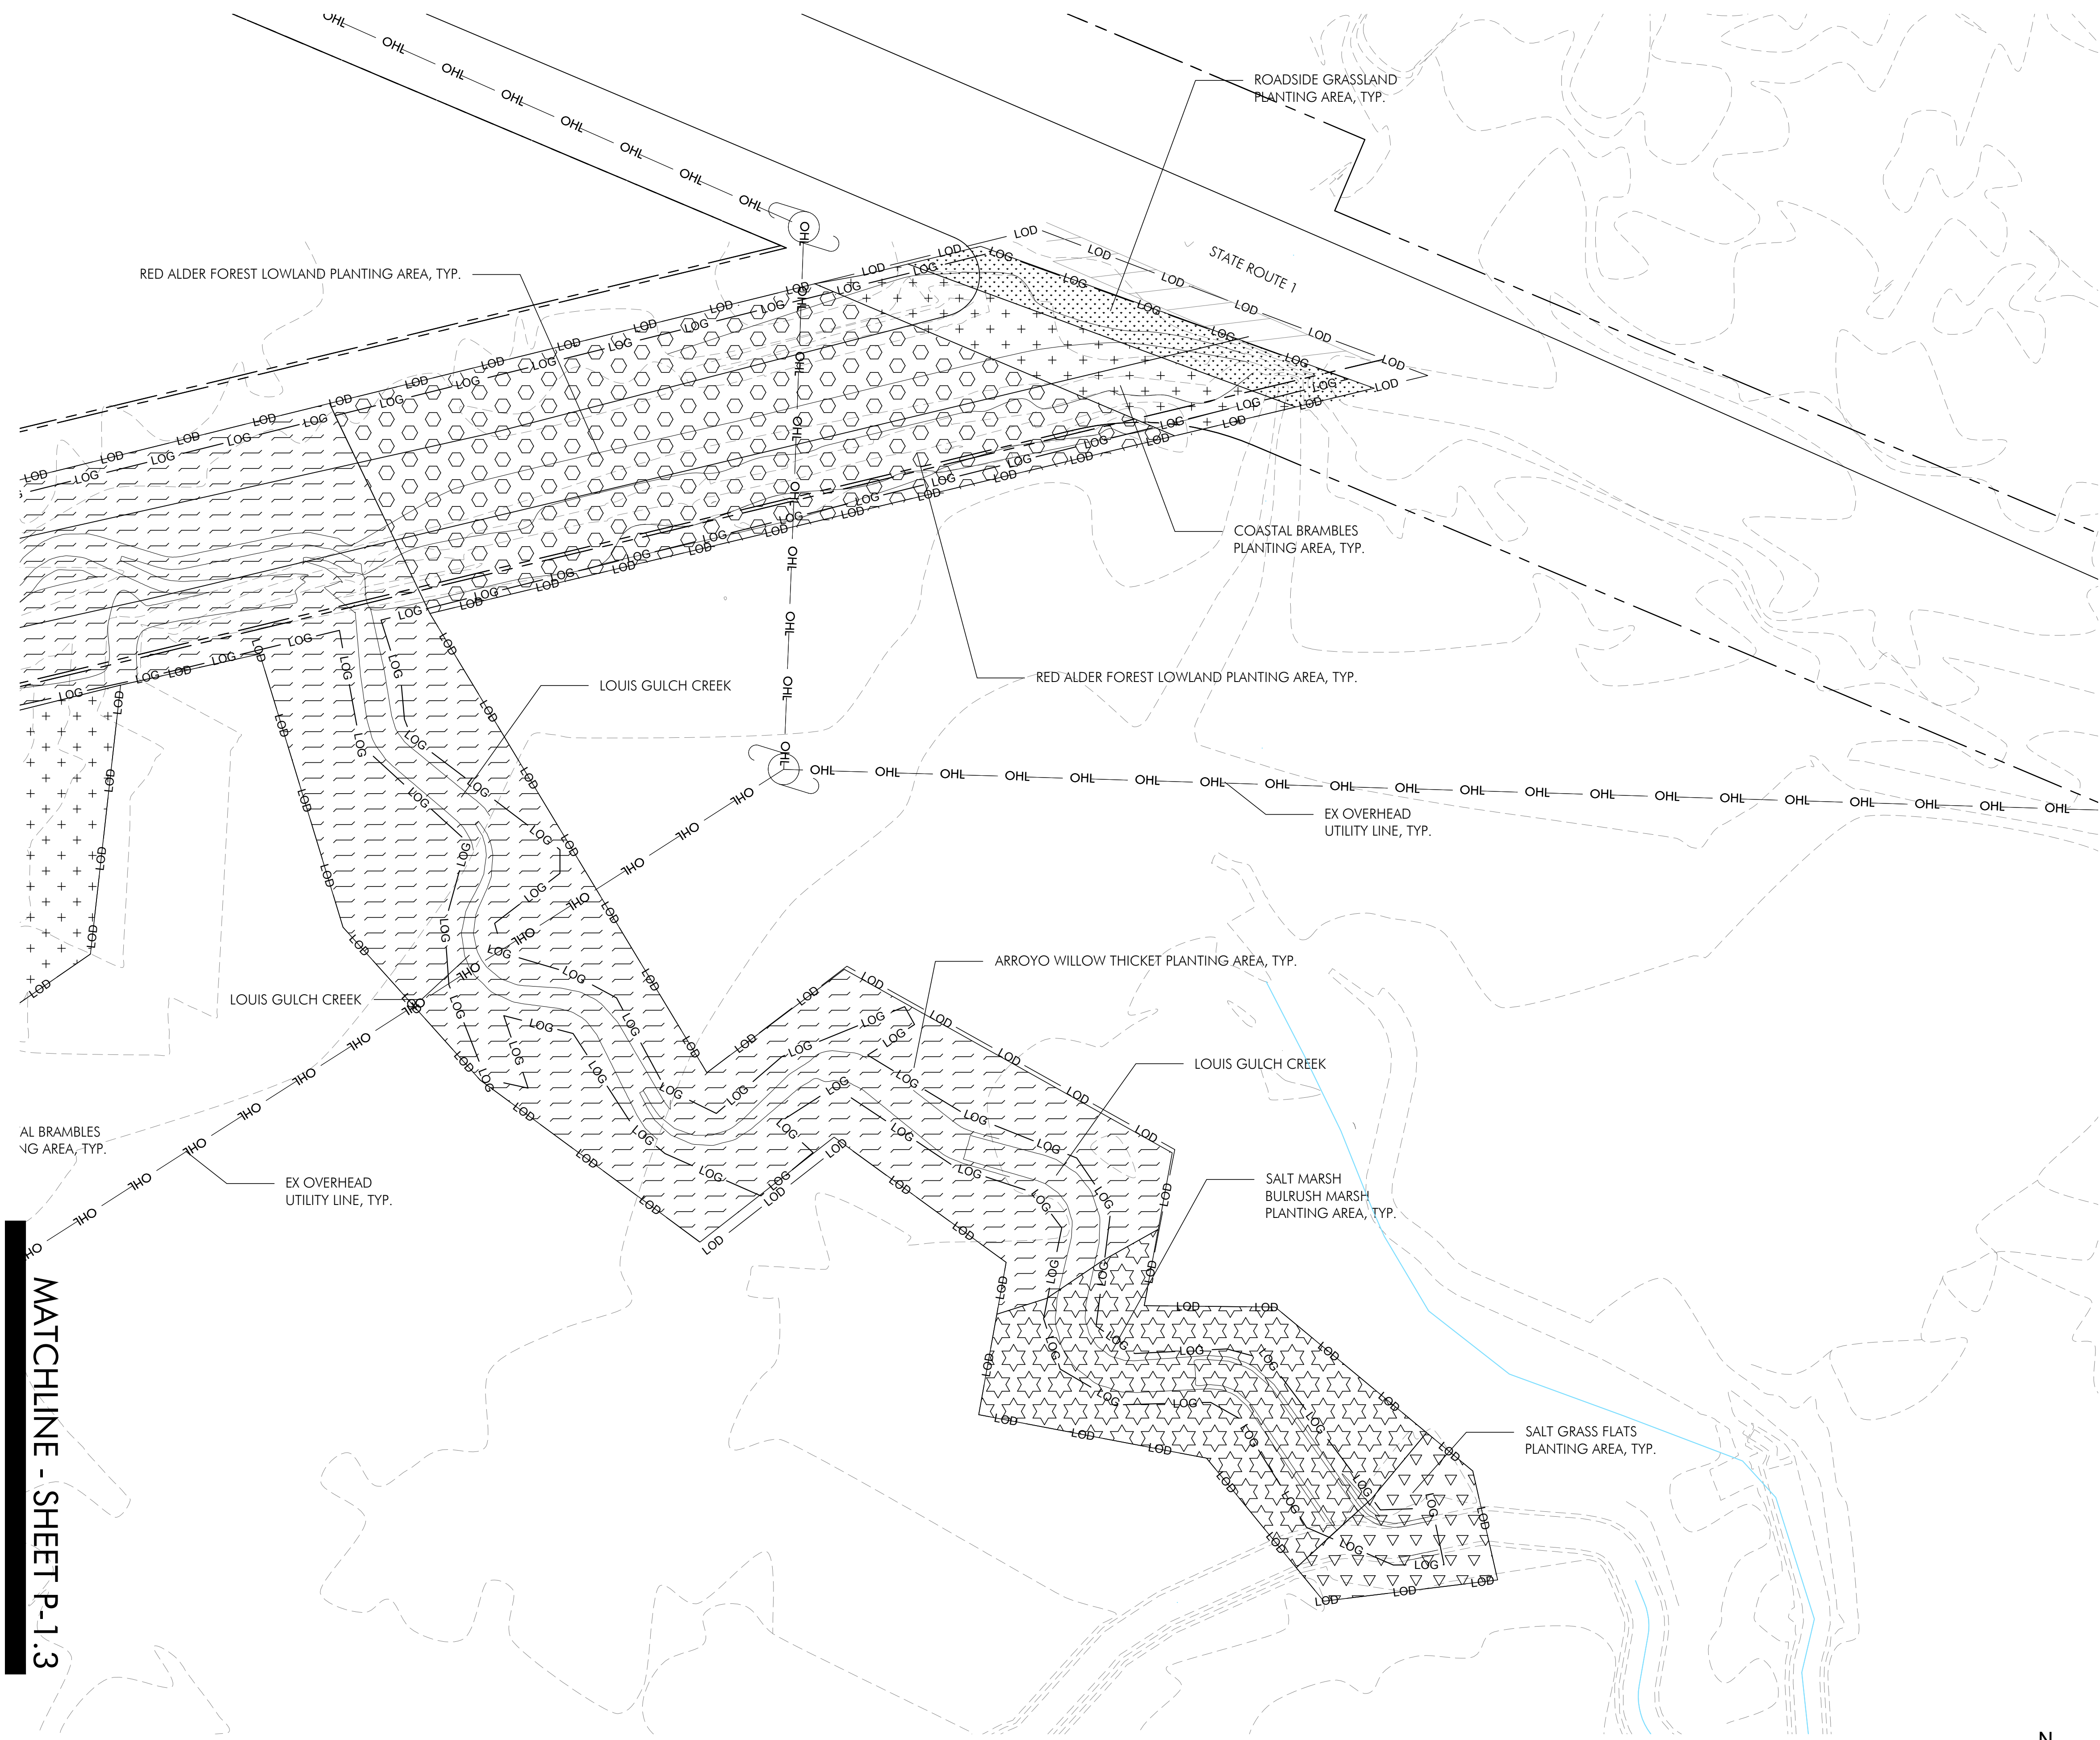 ROADSIDE GRASSLAND
PLANTING AREA, TYP.
STATE ROUTE 1
RED ALDER FOREST LOWLAND PLANTING AREA, TYP.
COASTAL BRAMBLES
PLANTING AREA, TYP.
RED ALDER FOREST LOWLAND PLANTING AREA, TYP.
LOUIS GULCH CREEK
EX OVERHEAD
UTILITY LINE, TYP.
ARROYO WILLOW THICKET PLANTING AREA, TYP.
LOUIS GULCH CREEK
LOUIS GULCH CREEK
AL BRAMBLES
NG AREA, TYP.
EX OVERHEAD
UTILITY LINE, TYP.
SALT MARSH
BULRUSH MARSH
PLANTING AREA, TYP.
SALT GRASS FLATS
PLANTING AREA, TYP.
MATCHLINE - SHEET P-1.3
OHL
LOD
LOG
N